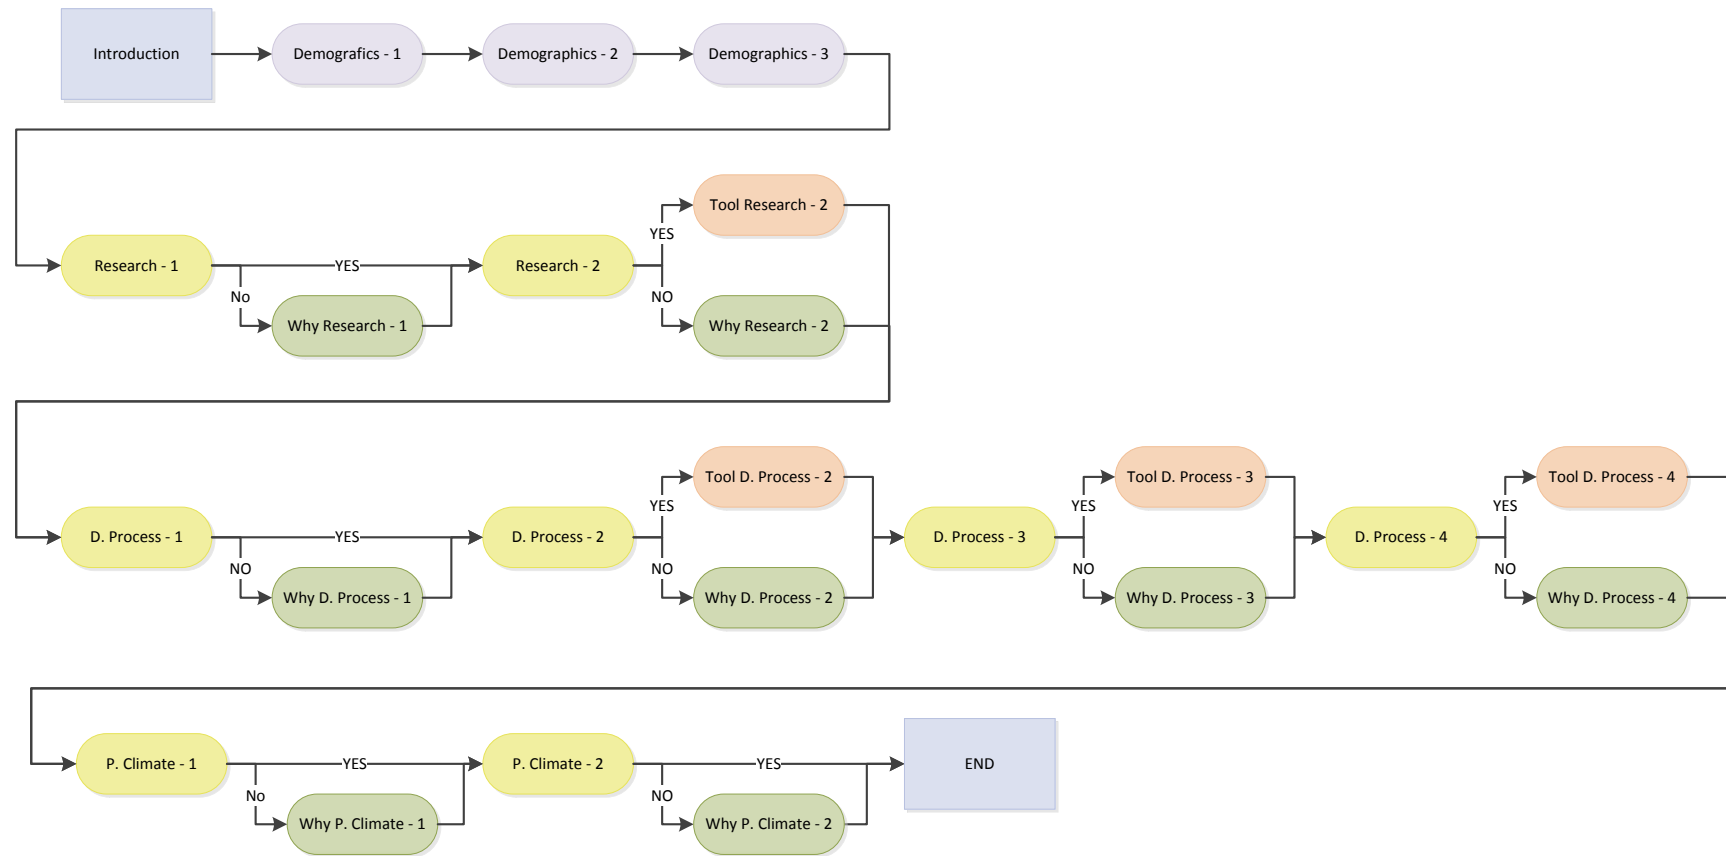 Introduction
Demografics - 1
Demographics - 2
Demographics - 3
Tool Research - 2
YES
Research - 1
YES
Research - 2
No
NO
Why Research - 1
Why Research - 2
Tool D. Process - 2
Tool D. Process - 3
Tool D. Process - 4
YES
YES
YES
D. Process - 1
YES
D. Process - 2
D. Process - 3
D. Process - 4
NO
NO
NO
NO
Why D. Process - 1
Why D. Process - 2
Why D. Process - 3
Why D. Process - 4
P. Climate - 1
YES
P. Climate - 2
YES
END
No
NO
Why P. Climate - 1
Why P. Climate - 2